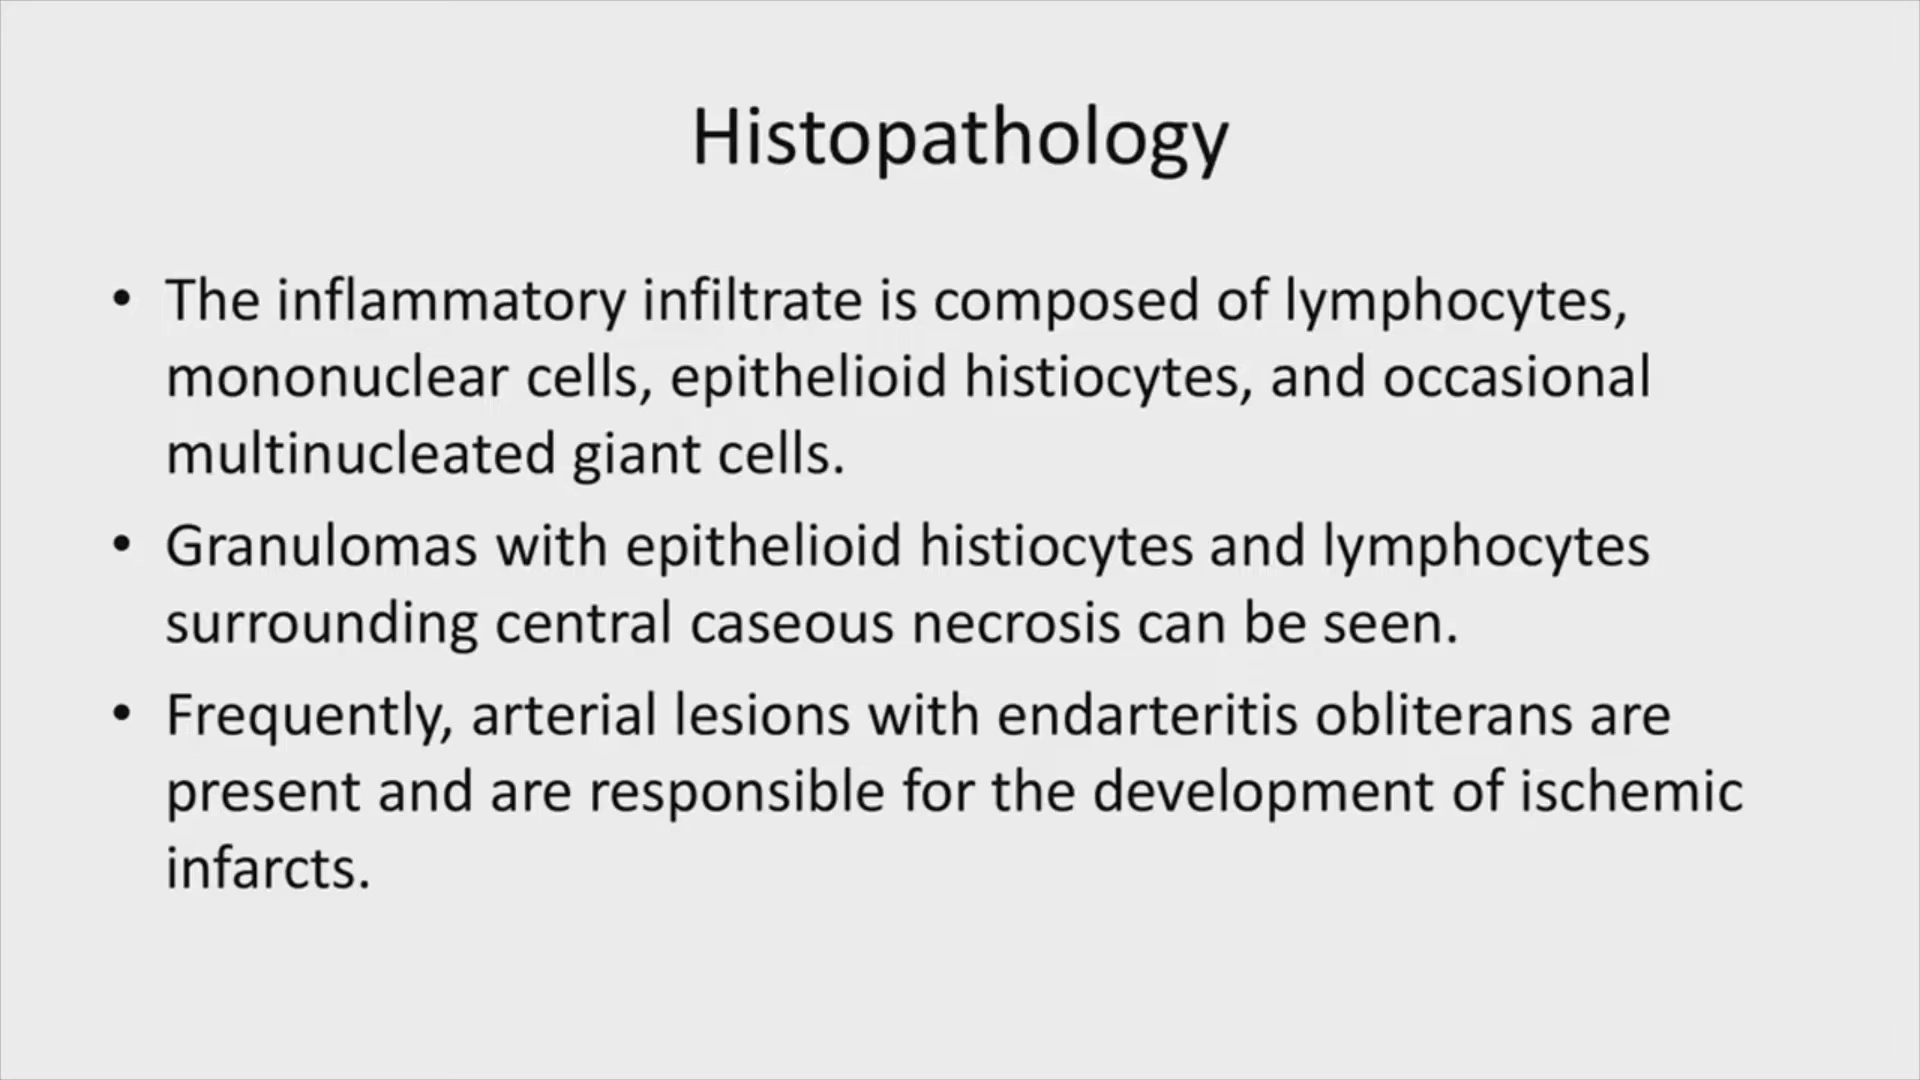 Histopathology
• The inflammatory infiltrate is composed of lymphocytes,
mononuclear cells, epithelioid histiocytes, and occasional
multinucleated giant cells.
• Granulomas with epithelioid histiocytes and lymphocytes
surrounding central caseous necrosis can be seen.
• Frequently, arterial lesions with endarteritis obliterans are
present and are responsible for the development of ischemic
infarcts.